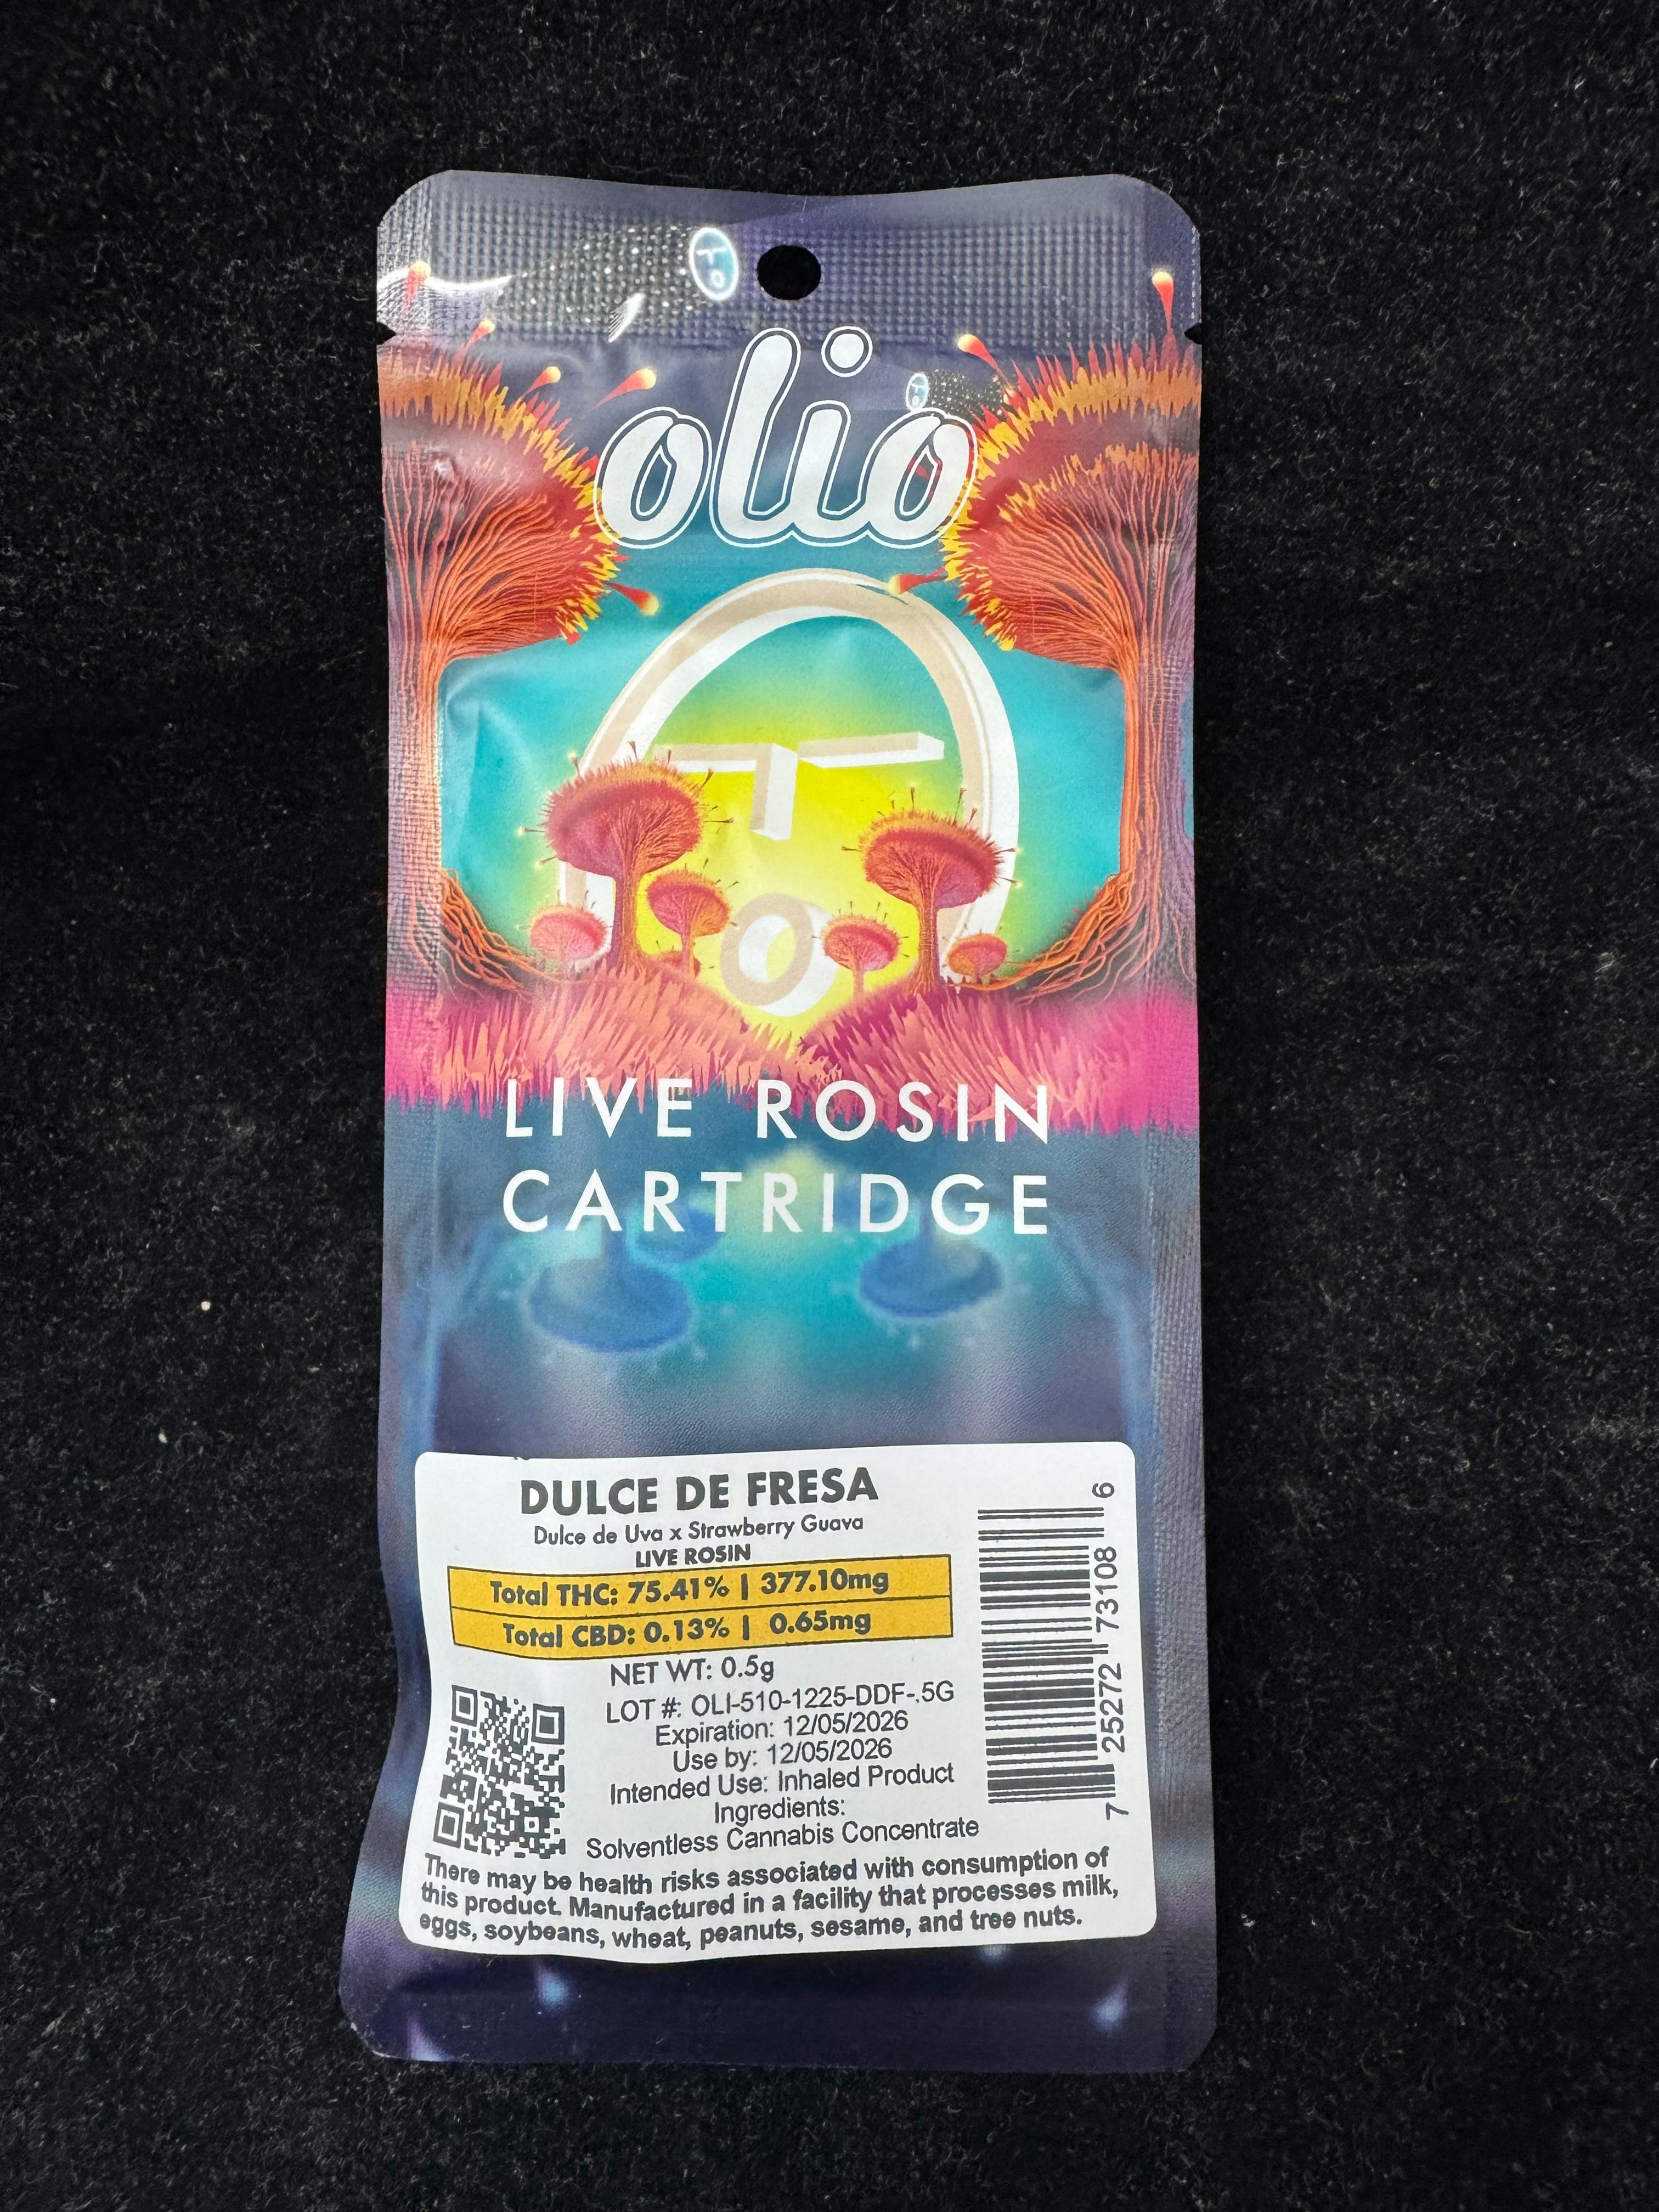 olio
LIVE ROSIN
CARTRIDGE
DULCE DE FRESA
Dulce de Uva x Strawberry Guava
LIVE ROSIN
Total THC: 75.41% | 377.10mg
Total CBD: 0.13% | 0.65mg
NET WT: 0.5g
LOT #: OLI-510-1225-DDF-.5G
Expiration: 12/05/2026
Use by: 12/05/2026
Intended Use: Inhaled Product
Ingredients:
Solventless Cannabis Concentrate
There may be health risks associated with consumption of
this product. Manufactured in a facility that processes milk,
eggs, soybeans, wheat, peanuts, sesame, and tree nuts.
7 25272 73108 6